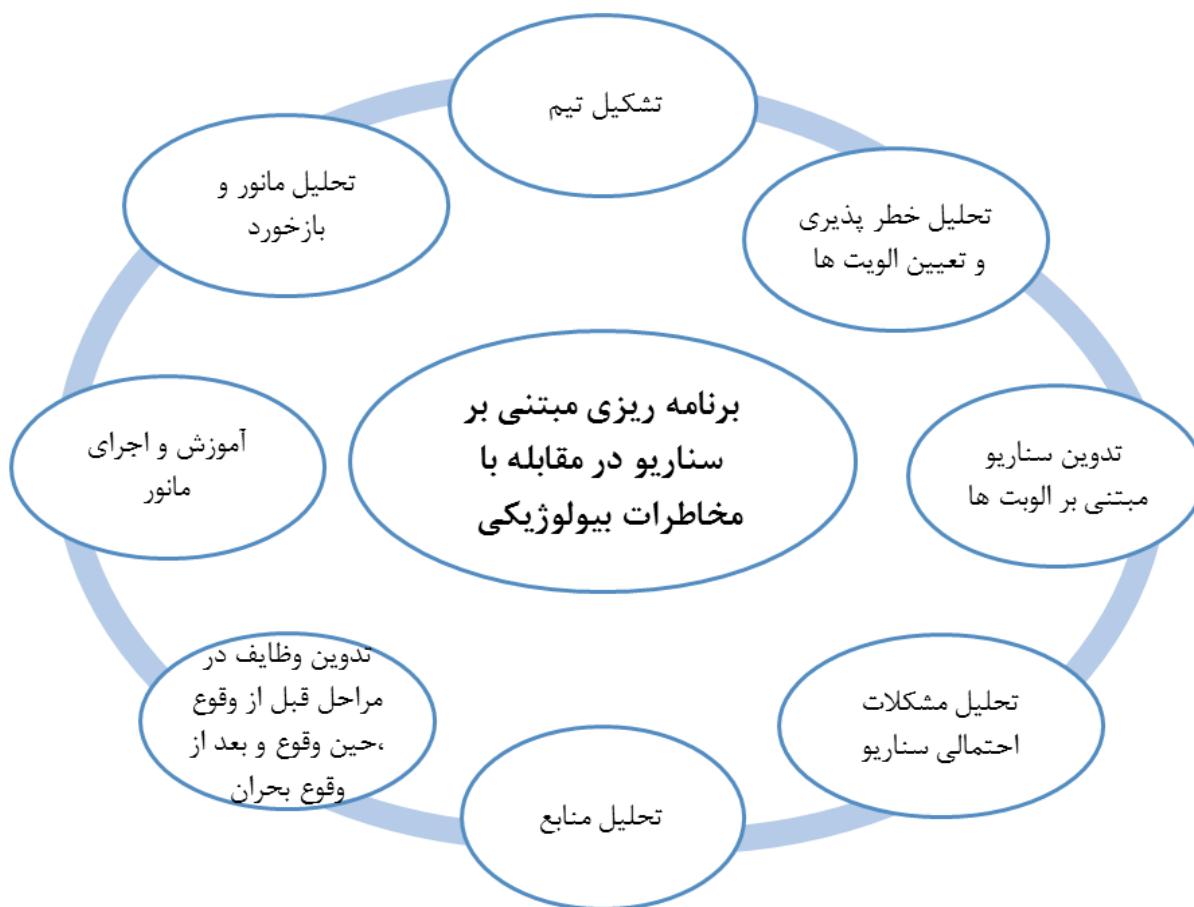 تشکیل تیم
تحلیل خطر پذیری
و تعیین الویت ها
تدوین سناریو
مبتنی بر الوبت ها
تحلیل مشکلات
احتمالی سناریو
تحلیل منابع
تدوین وظایف در
مراحل قبل از وقوع
،حین وقوع و بعد از
وقوع بحران
آموزش و اجرای
مانور
تحلیل مانور و
بازخورد
برنامه ریزی مبتنی بر
سناریو در مقابله با
مخاطرات بیولوژیکی